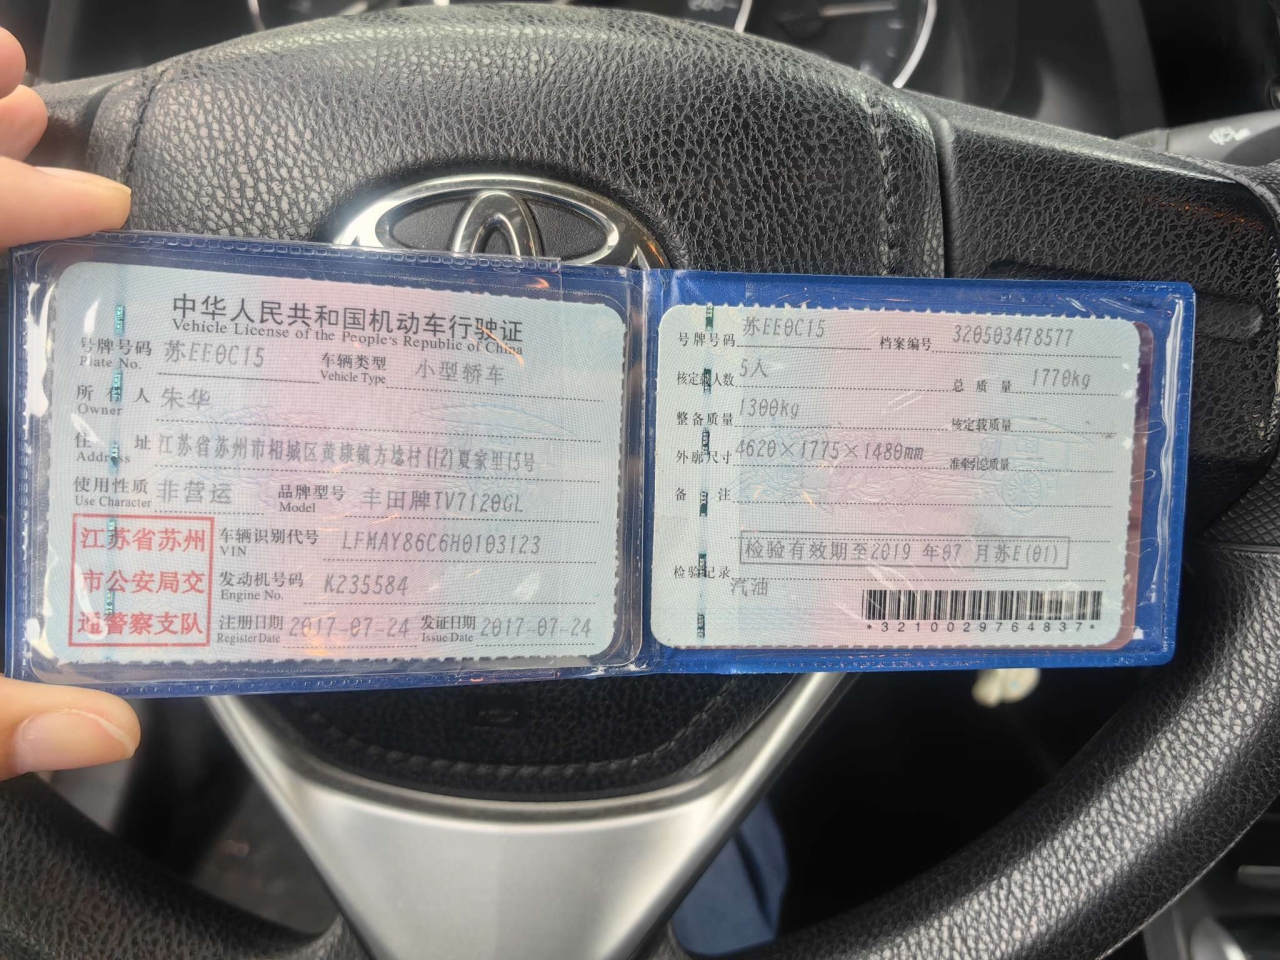 中华人民共和国机动车行驶证
Vehicle License of the People's Republic of China
号牌号码 苏EE0C15 车辆类型 小型轿车
Plate No. Vehicle Type
所有人 朱华
Owner
住址 江苏省苏州市相城区黄埭镇方埝村(12)夏家里15号
Address
使用性质 非营运 品牌型号 丰田牌TV7120GL
Use Character Model
江苏省苏州
市公安局交
通警察支队
车辆识别代号 LFMAY86C6H0103123
VIN
发动机号码 K235584
Engine No.
注册日期 2017-07-24 发证日期 2017-07-24
Register Date Issue Date
号牌号码 苏EE0C15 档案编号 320503478577
核定载人数 5人 总质量 1770kg
整备质量 1300kg 核定载质量
外廓尺寸 4620×1775×1480mm 准牵引总质量
备注
检验有效期至2019 年07 月苏E(01)
检验记录
汽油
*3210029764837*